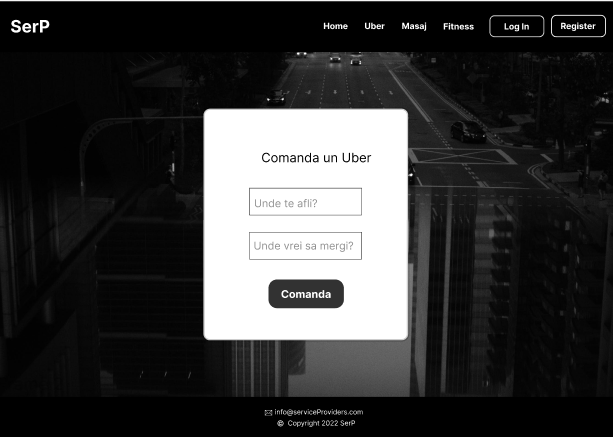 SerP
Home Uber Masaj Fitness Log In Register
Comanda un Uber
Unde te afli?
Unde vrei sa mergi?
Comanda
info@serviceProviders.com
© Copyright 2022 SerP